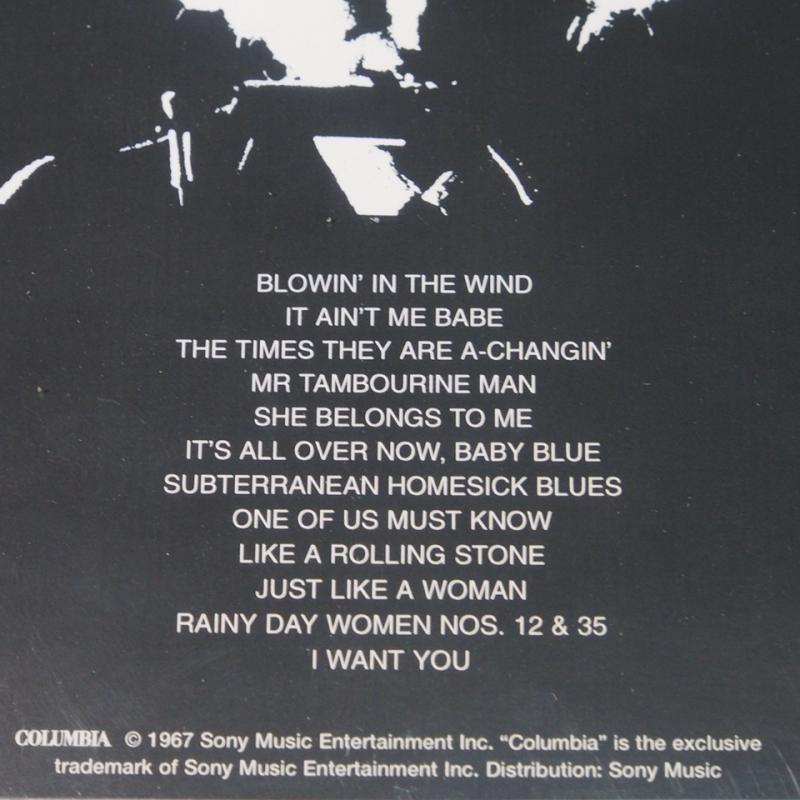 BLOWIN' IN THE WIND
IT AIN'T ME BABE
THE TIMES THEY ARE A-CHANGIN'
MR TAMBOURINE MAN
SHE BELONGS TO ME
IT'S ALL OVER NOW, BABY BLUE
SUBTERRANEAN HOMESICK BLUES
ONE OF US MUST KNOW
LIKE A ROLLING STONE
JUST LIKE A WOMAN
RAINY DAY WOMEN NOS. 12 & 35
I WANT YOU
COLUMBIA © 1967 Sony Music Entertainment Inc. "Columbia" is the exclusive
trademark of Sony Music Entertainment Inc. Distribution: Sony Music